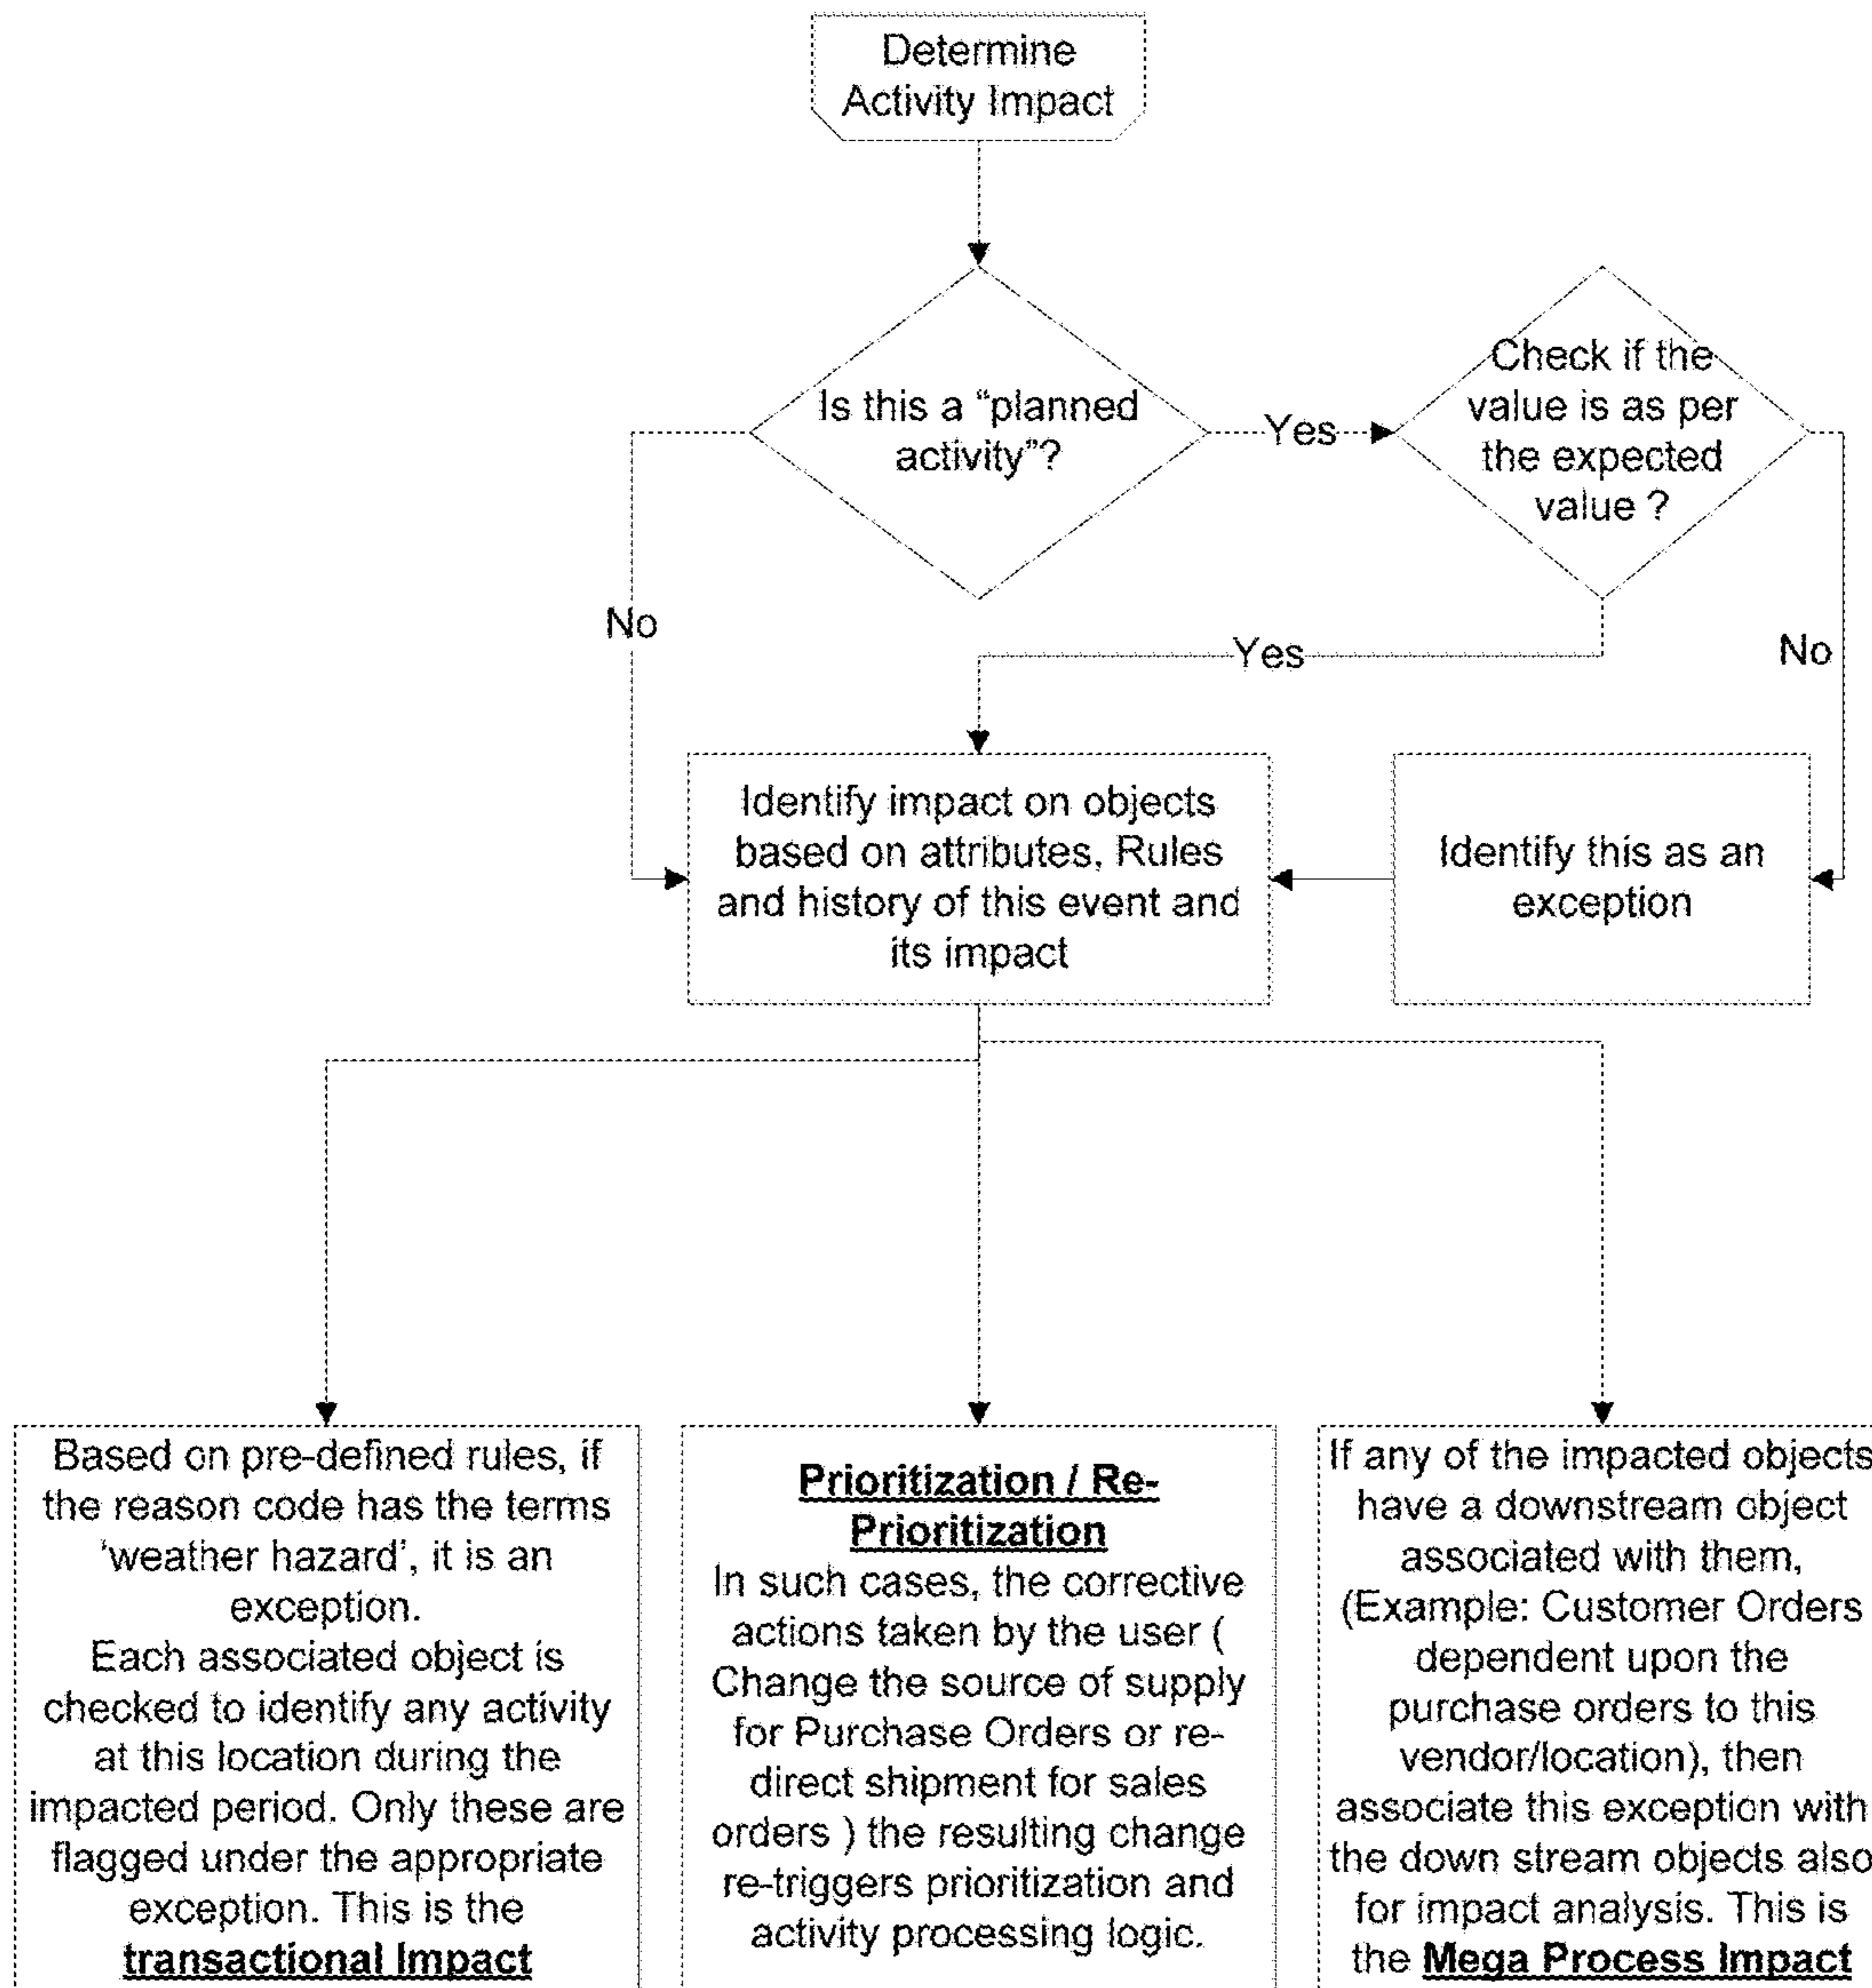 Determine
Activity Impact
Is this a “planned
activity”?
Yes
Check if the
value is as per
the expected
value ?
No
Yes
No
Identify impact on objects
based on attributes, Rules
and history of this event and
its impact
Identify this as an
exception
Based on pre-defined rules, if
the reason code has the terms
‘weather hazard’, it is an
exception.
Each associated object is
checked to identify any activity
at this location during the
impacted period. Only these are
flagged under the appropriate
exception. This is the
transactional Impact
Prioritization / Re-
Prioritization
In such cases, the corrective
actions taken by the user (
Change the source of supply
for Purchase Orders or re-
direct shipment for sales
orders ) the resulting change
re-triggers prioritization and
activity processing logic.
If any of the impacted objects
have a downstream object
associated with them,
(Example: Customer Orders
dependent upon the
purchase orders to this
vendor/location), then
associate this exception with
the down stream objects also
for impact analysis. This is
the Mega Process Impact